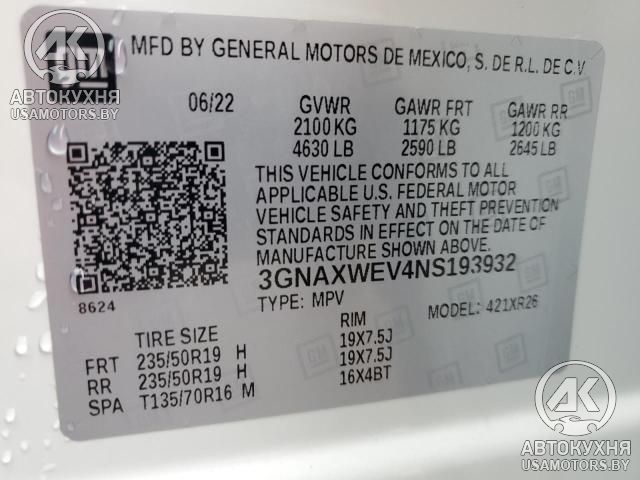 GM
MFD BY GENERAL MOTORS DE MEXICO, S. DE R.L. DE C.V
АВТОКУХНЯ
USAMOTORS.BY
06/22 GVWR GAWR FRT GAWR RR
2100 KG 1175 KG 1200 KG
4630 LB 2590 LB 2645 LB
THIS VEHICLE CONFORMS TO ALL
APPLICABLE U.S. FEDERAL MOTOR
VEHICLE SAFETY AND THEFT PREVENTION
STANDARDS IN EFFECT ON THE DATE OF
MANUFACTURE SHOWN ABOVE.
3GNAXWEV4NS193932
8624
TYPE: MPV MODEL: 421XR26
TIRE SIZE RIM
FRT 235/50R19 H 19X7.5J
RR 235/50R19 H 19X7.5J
SPA T135/70R16 M 16X4BT
АК
АВТОКУХНЯ
USAMOTORS.BY